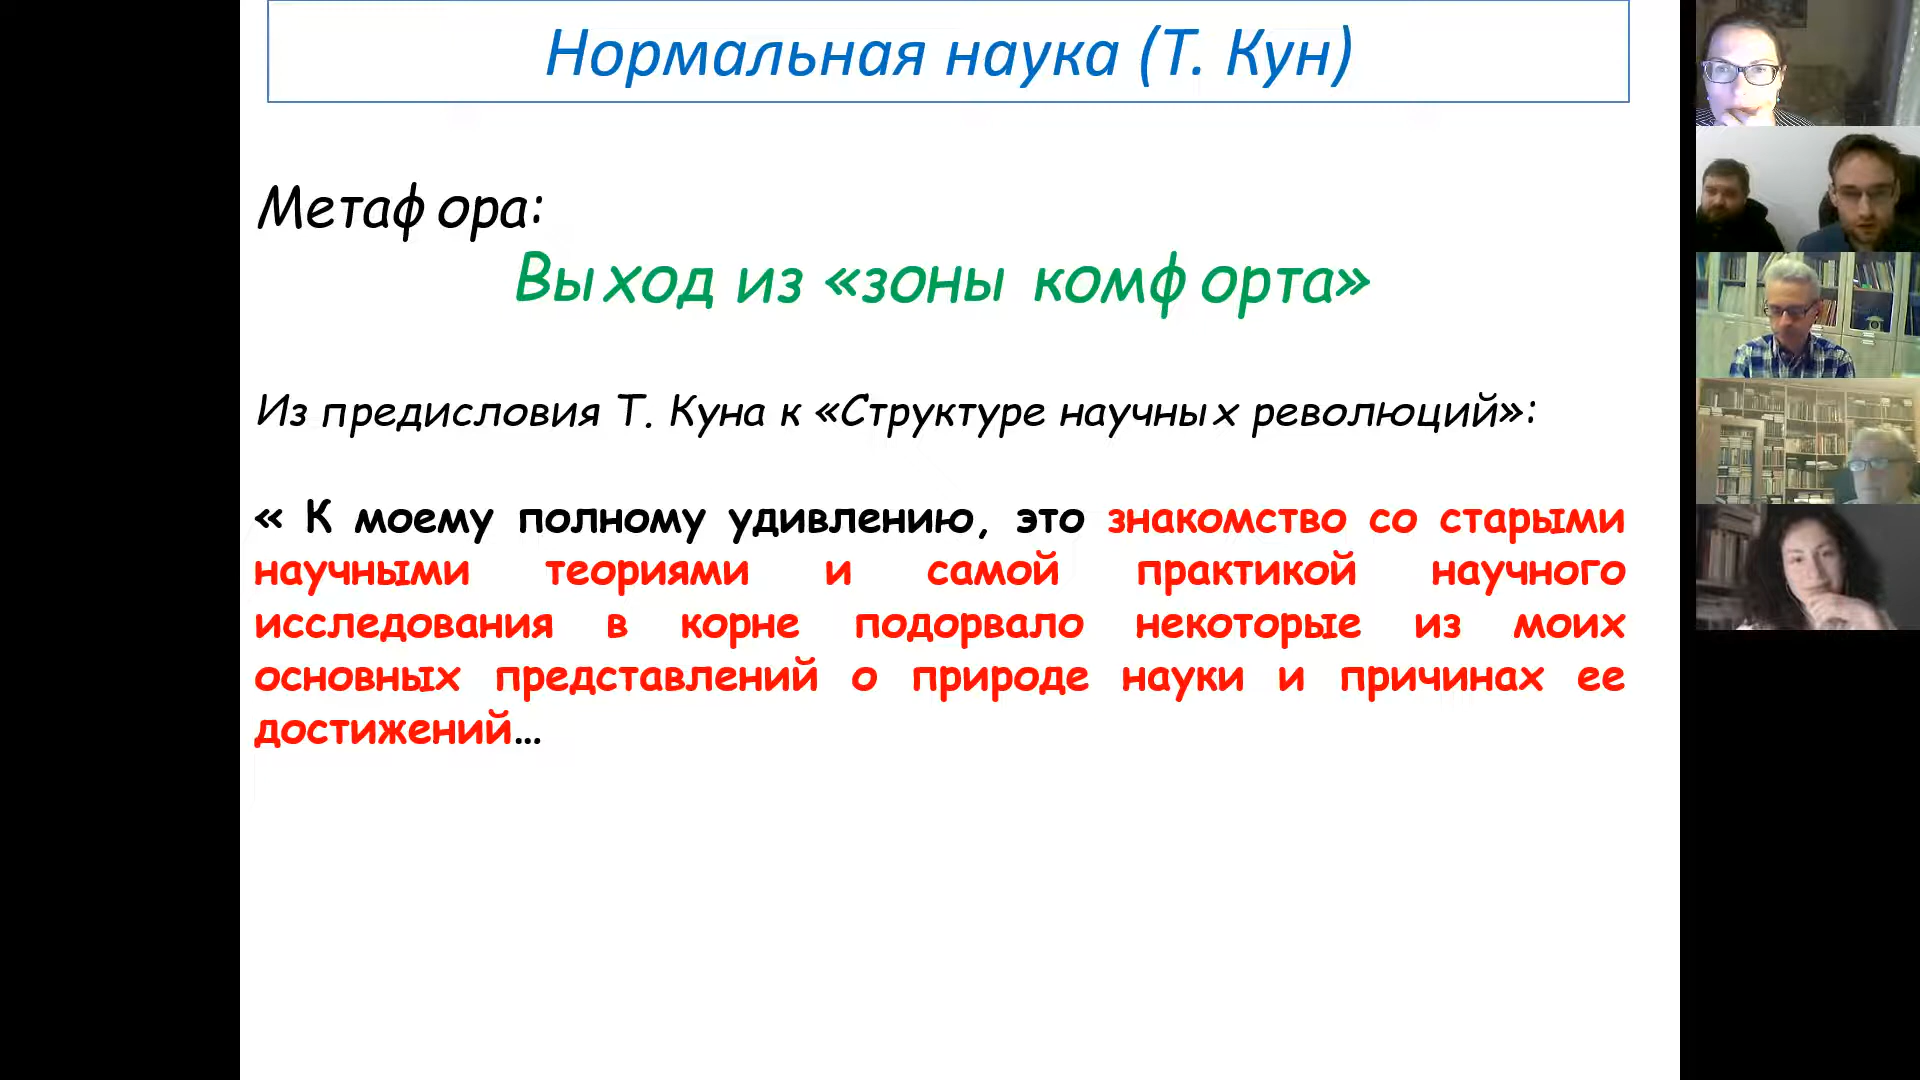 Нормальная наука (Т. Кун)
Метафора:
Выход из «зоны комфорта»
Из предисловия Т. Куна к «Структуре научных революций»:
« К моему полному удивлению, это знакомство со старыми
научными теориями и самой практикой научного
исследования в корне подорвало некоторые из моих
основных представлений о природе науки и причинах ее
достижений…